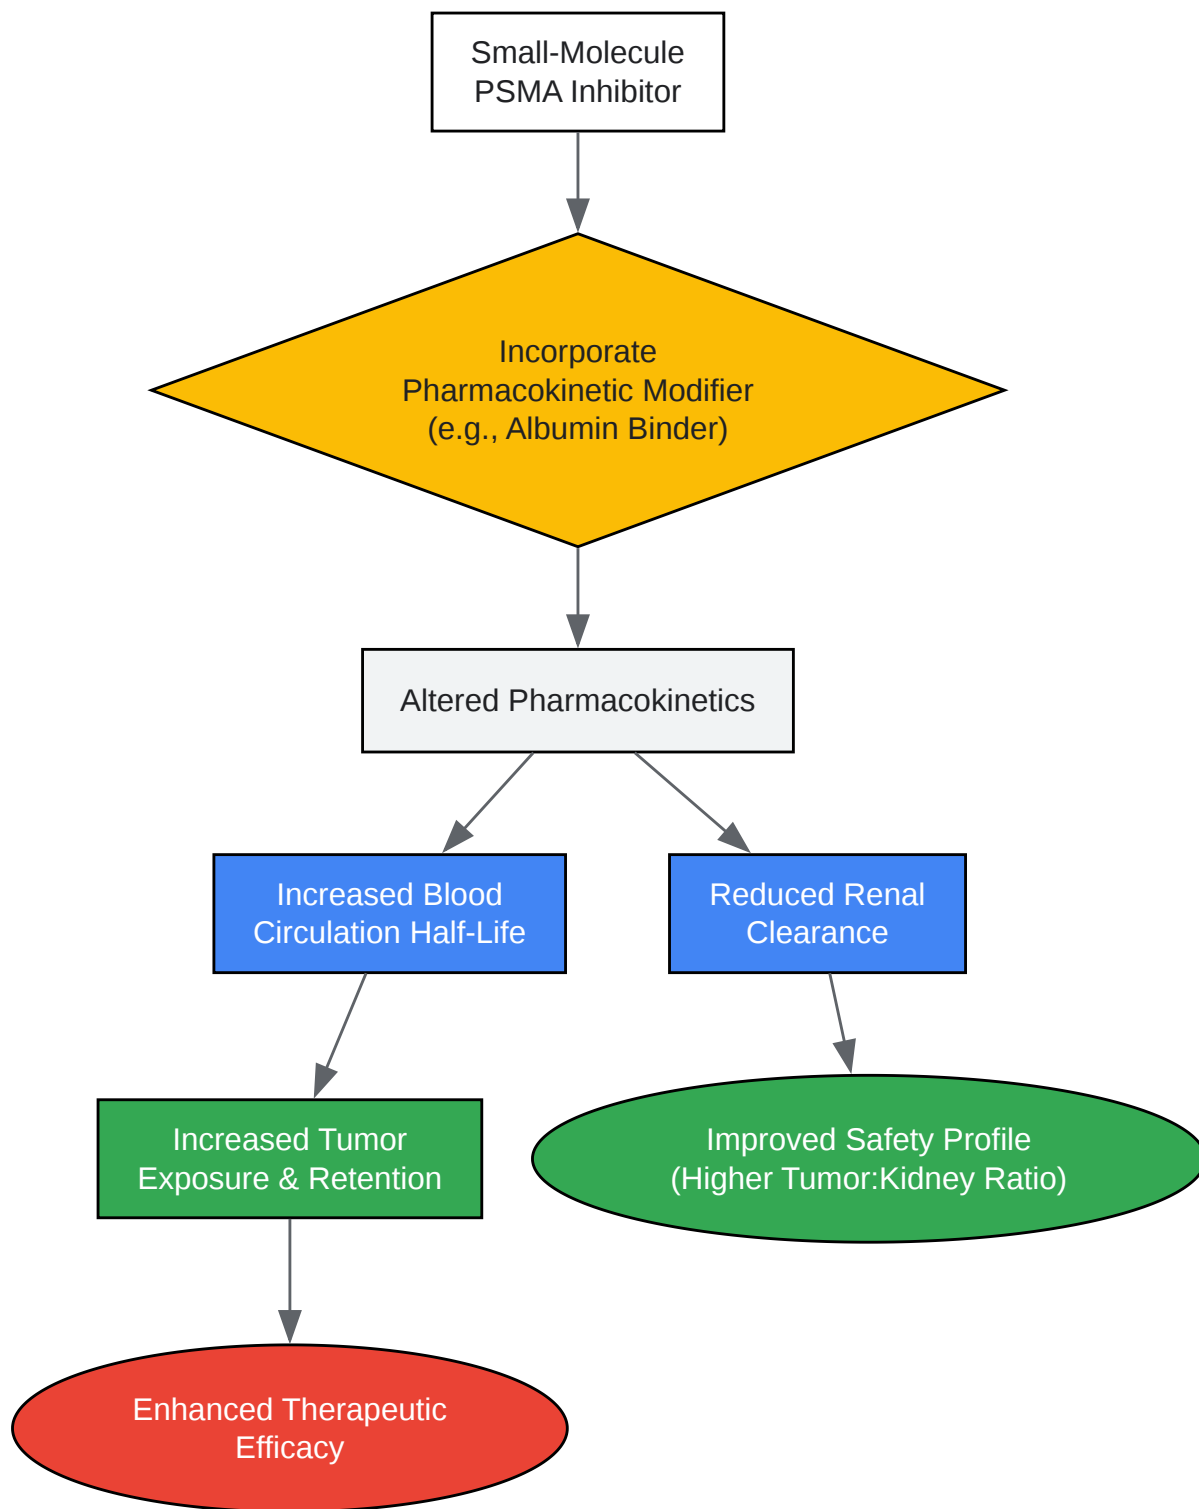 Small-Molecule
PSMA Inhibitor
Incorporate
Pharmacokinetic Modifier
(e.g., Albumin Binder)
Altered Pharmacokinetics
Increased Blood
Circulation Half-Life
Reduced Renal
Clearance
Increased Tumor
Exposure & Retention
Improved Safety Profile
(Higher Tumor:Kidney Ratio)
Enhanced Therapeutic
Efficacy